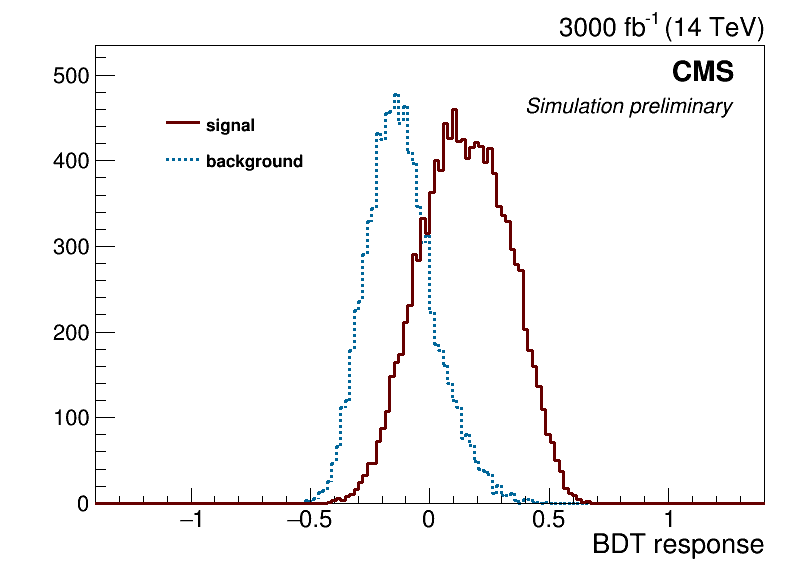 3000 fb-1 (14 TeV)
CMS
Simulation preliminary
signal
background
500
400
300
200
100
0
−1
−0.5
0
0.5
1
BDT response